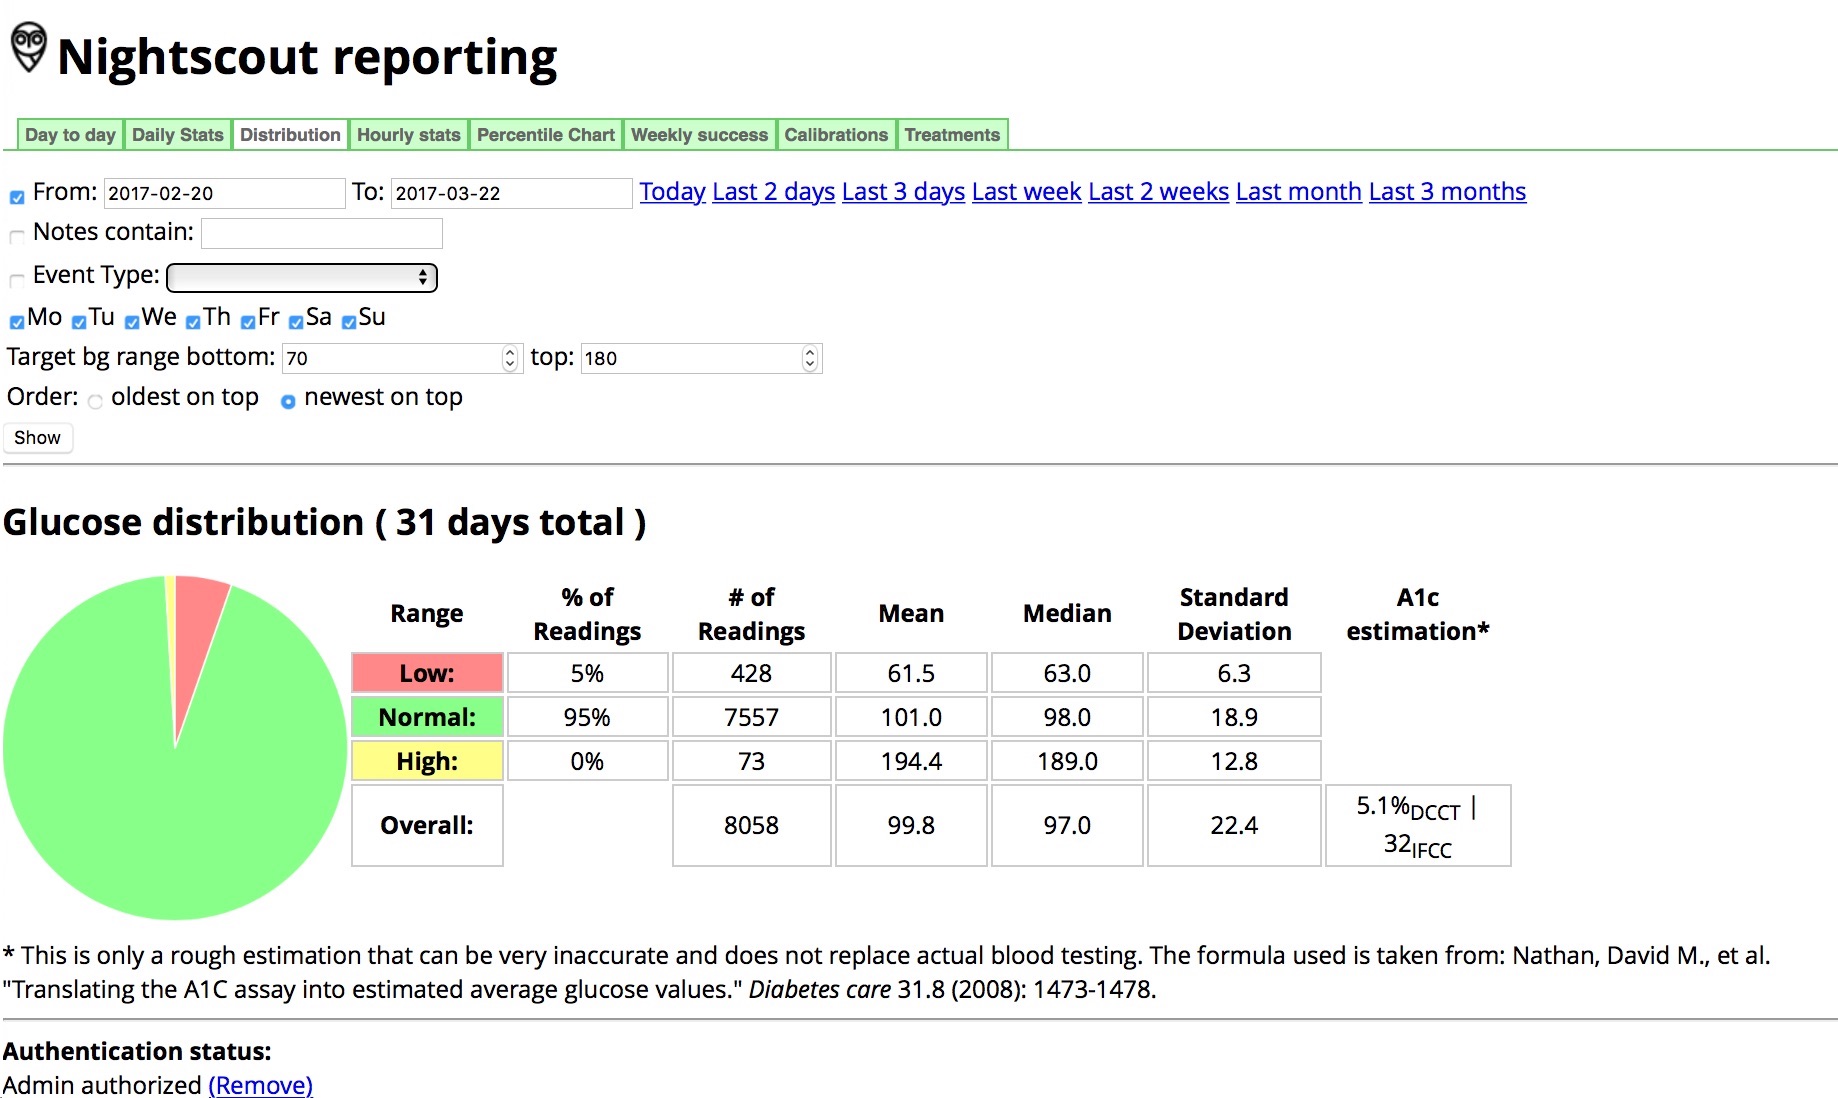 Nightscout reporting
Day to day Daily Stats Distribution Hourly stats Percentile Chart Weekly success Calibrations Treatments
From: 2017-02-20 To: 2017-03-22 Today Last 2 days Last 3 days Last week Last 2 weeks Last month Last 3 months
Notes contain:
Event Type:
Mo Tu We Th Fr Sa Su
Target bg range bottom: 70 top: 180
Order: oldest on top newest on top
Show
Glucose distribution ( 31 days total )
Range % of Readings # of Readings Mean Median Standard Deviation A1c estimation*
Low: 5% 428 61.5 63.0 6.3
Normal: 95% 7557 101.0 98.0 18.9
High: 0% 73 194.4 189.0 12.8
Overall: 8058 99.8 97.0 22.4 5.1%DCCT | 32IFCC
* This is only a rough estimation that can be very inaccurate and does not replace actual blood testing. The formula used is taken from: Nathan, David M., et al.
"Translating the A1C assay into estimated average glucose values." Diabetes care 31.8 (2008): 1473-1478.
Authentication status:
Admin authorized (Remove)